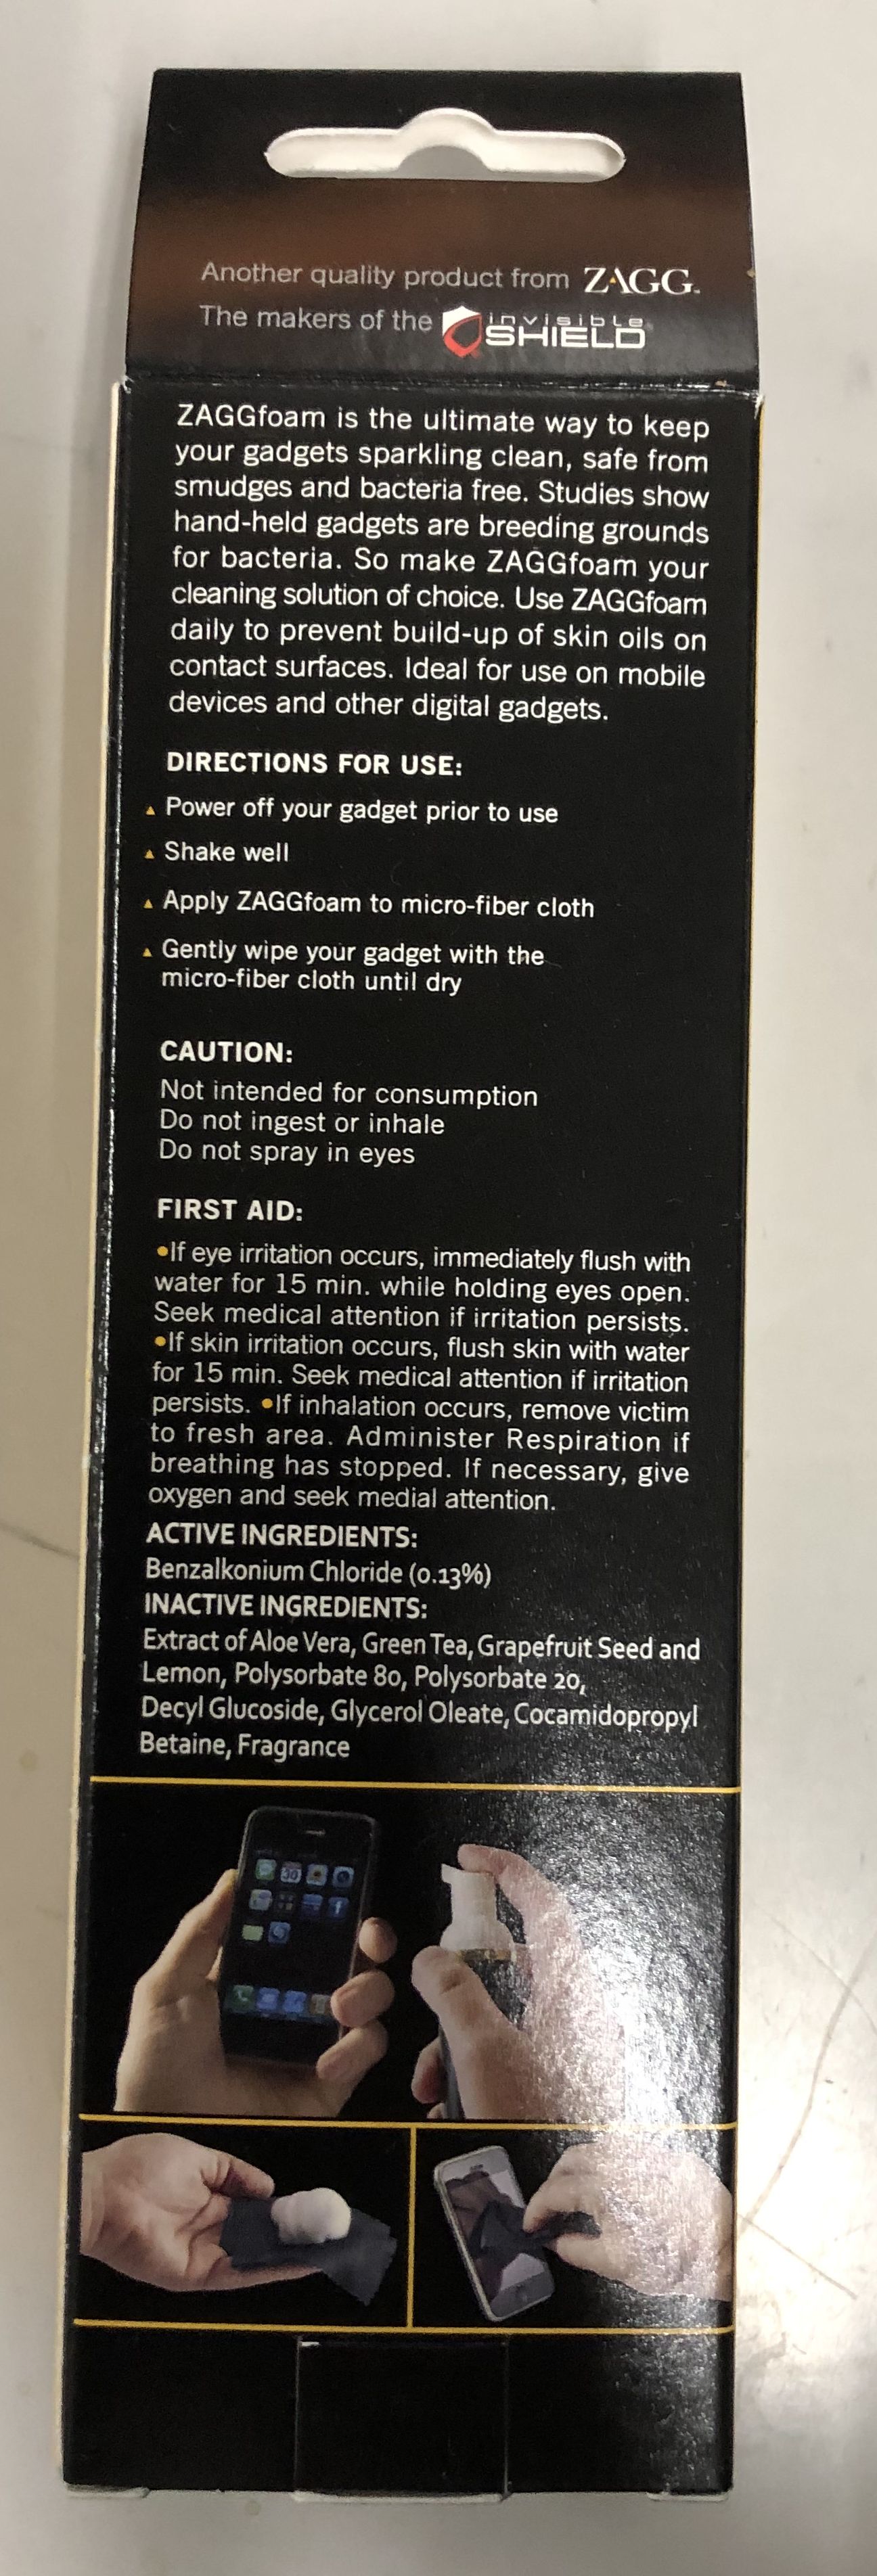 Another quality product from ZAGG.
The makers of the invisible SHIELD
ZAGGfoam is the ultimate way to keep
your gadgets sparkling clean, safe from
smudges and bacteria free. Studies show
hand-held gadgets are breeding grounds
for bacteria. So make ZAGGfoam your
cleaning solution of choice. Use ZAGGfoam
daily to prevent build-up of skin oils on
contact surfaces. Ideal for use on mobile
devices and other digital gadgets.
DIRECTIONS FOR USE:
▲ Power off your gadget prior to use
▲ Shake well
▲ Apply ZAGGfoam to micro-fiber cloth
▲ Gently wipe your gadget with the
micro-fiber cloth until dry
CAUTION:
Not intended for consumption
Do not ingest or inhale
Do not spray in eyes
FIRST AID:
•If eye irritation occurs, immediately flush with
water for 15 min. while holding eyes open.
Seek medical attention if irritation persists.
•If skin irritation occurs, flush skin with water
for 15 min. Seek medical attention if irritation
persists. •If inhalation occurs, remove victim
to fresh area. Administer Respiration if
breathing has stopped. If necessary, give
oxygen and seek medial attention.
ACTIVE INGREDIENTS:
Benzalkonium Chloride (0.13%)
INACTIVE INGREDIENTS:
Extract of Aloe Vera, Green Tea, Grapefruit Seed and
Lemon, Polysorbate 80, Polysorbate 20,
Decyl Glucoside, Glycerol Oleate, Cocamidopropyl
Betaine, Fragrance
30